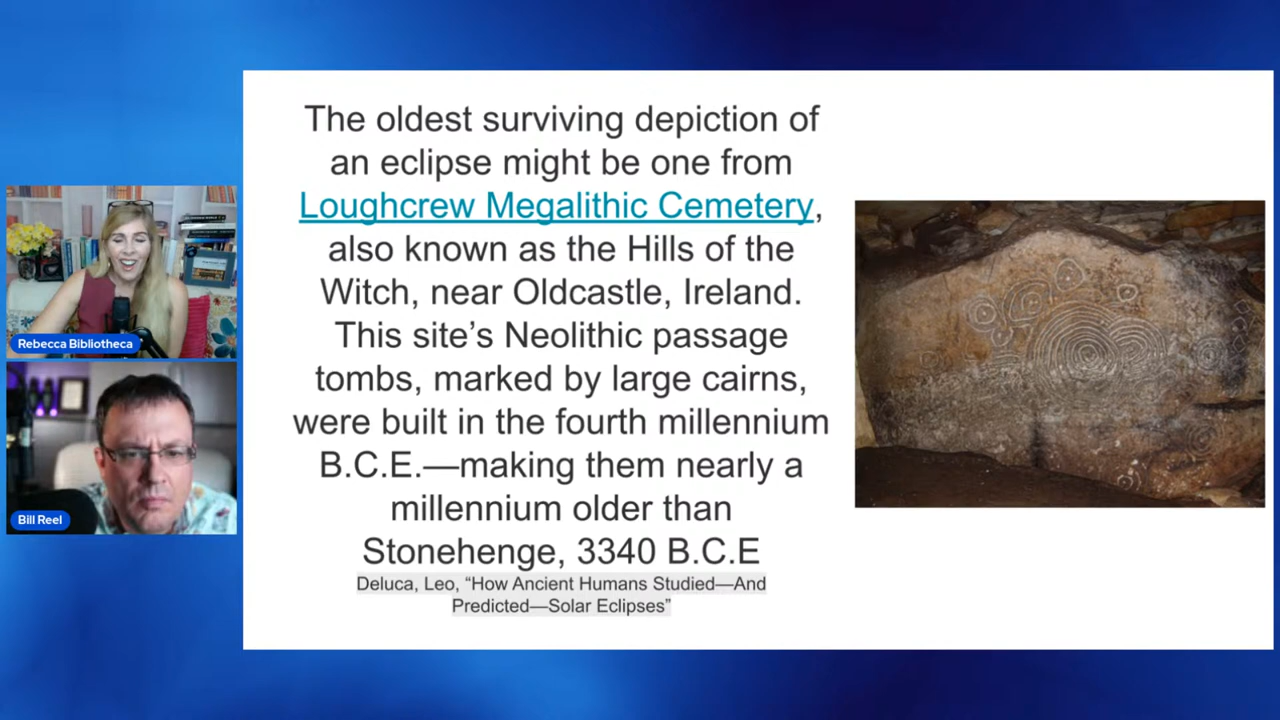 The oldest surviving depiction of
an eclipse might be one from
Loughcrew Megalithic Cemetery,
also known as the Hills of the
Witch, near Oldcastle, Ireland.
This site’s Neolithic passage
tombs, marked by large cairns,
were built in the fourth millennium
B.C.E.—making them nearly a
millennium older than
Stonehenge, 3340 B.C.E
Deluca, Leo, “How Ancient Humans Studied—And
Predicted—Solar Eclipses”
Rebecca Bibliotheca
Bill Reel